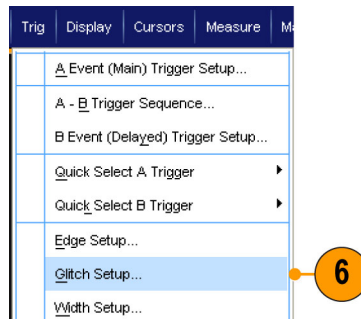 Trig Display Cursors Measure
A Event (Main) Trigger Setup...
A - B Trigger Sequence...
B Event (Delayed) Trigger Setup...
Quick Select A Trigger
Quick Select B Trigger
Edge Setup...
Glitch Setup...
6
Width Setup...